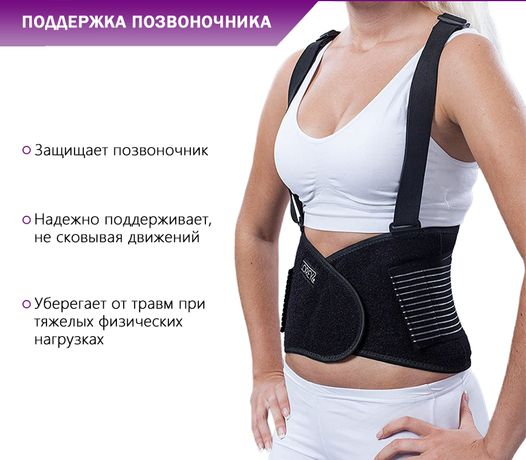 ПОДДЕРЖКА ПОЗВОНОЧНИКА
Защищает позвоночник
Надежно поддерживает,
не сковывая движений
Уберегает от травм при
тяжелых физических
нагрузках